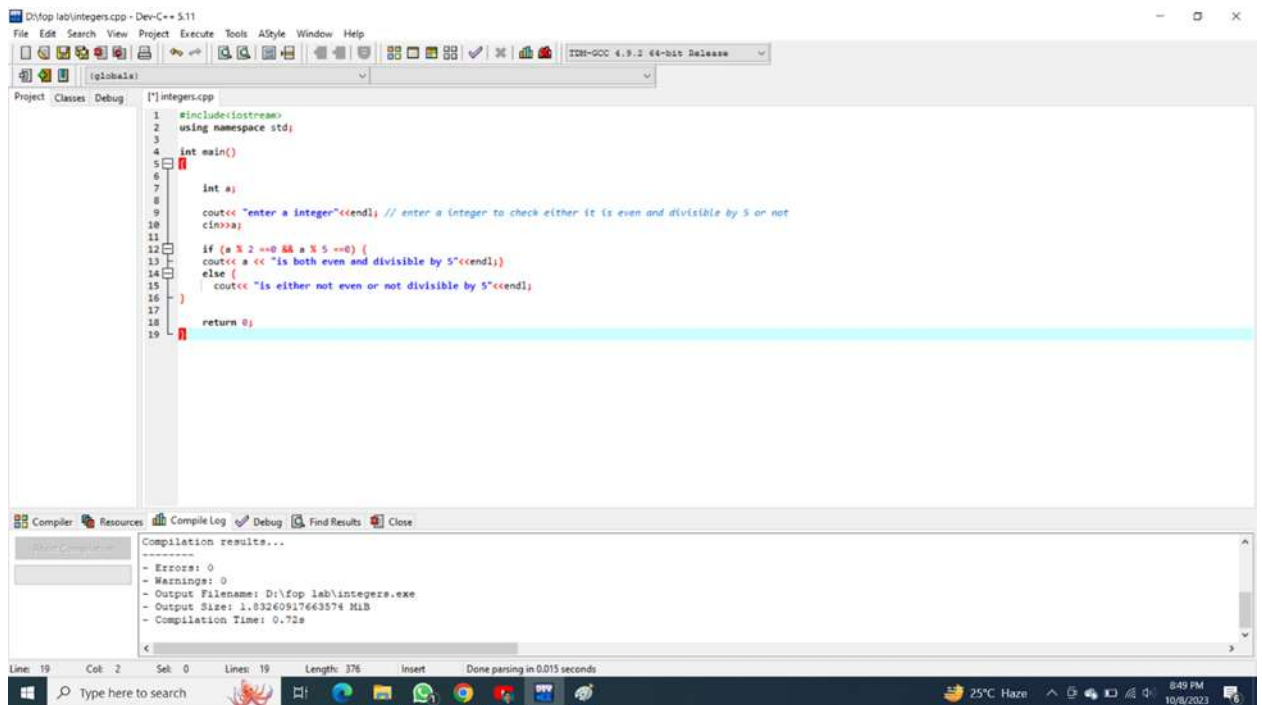 D:\fop lab\integers.cpp - Dev-C++ 5.11
File Edit Search View Project Execute Tools AStyle Window Help
TDM-GCC 4.9.2 64-bit Release
(globals)
Project Classes Debug [*] integers.cpp
1 #include<iostream>
2 using namespace std;
3
4 int main()
5 {
6
7 int a;
8
9 cout<< "enter a integer"<<endl; // enter a integer to check either it is even and divisible by 5 or not
10 cin>>a;
11
12 if (a % 2 ==0 && a % 5 ==0) {
13 cout<< a << "is both even and divisible by 5"<<endl;}
14 else {
15 cout<< "is either not even or not divisible by 5"<<endl;
16 }
17
18 return 0;
19 }
Compiler Resources Compile Log Debug Find Results Close
Compilation results...
--------
- Errors: 0
- Warnings: 0
- Output Filename: D:\fop lab\integers.exe
- Output Size: 1.83260917663574 MiB
- Compilation Time: 0.72s
Line: 19 Col: 2 Sel: 0 Lines: 19 Length: 376 Insert Done parsing in 0.015 seconds
Type here to search
25°C Haze
8:49 PM
10/8/2023
6